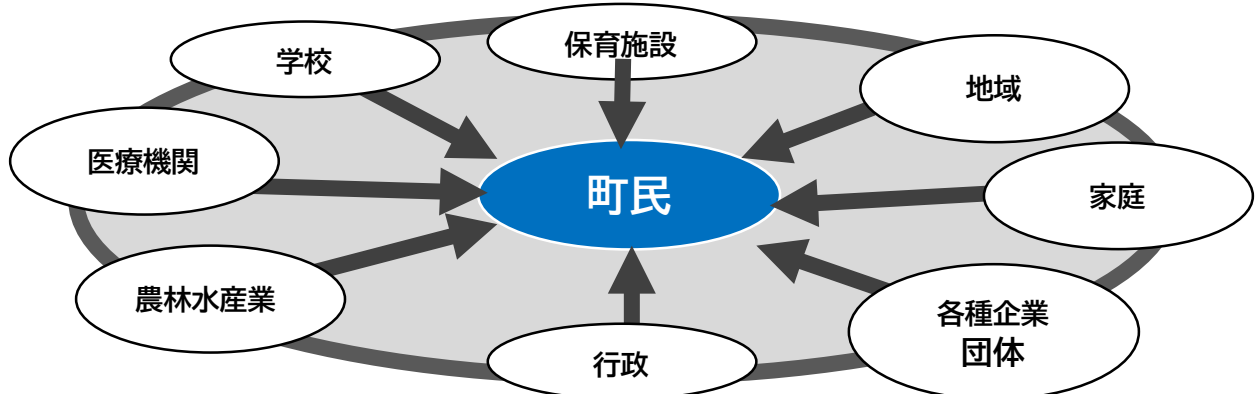 保育施設
学校
地域
医療機関
町民
家庭
農林水産業
各種企業
団体
行政